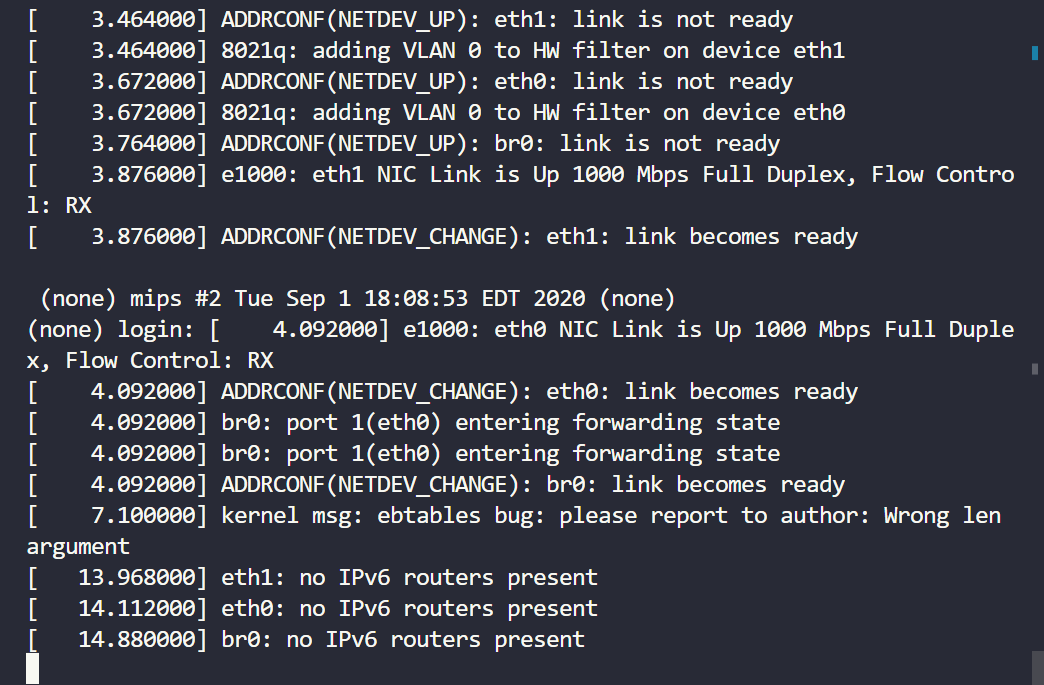 [    3.464000] ADDRCONF(NETDEV_UP): eth1: link is not ready
[    3.464000] 8021q: adding VLAN 0 to HW filter on device eth1
[    3.672000] ADDRCONF(NETDEV_UP): eth0: link is not ready
[    3.672000] 8021q: adding VLAN 0 to HW filter on device eth0
[    3.764000] ADDRCONF(NETDEV_UP): br0: link is not ready
[    3.876000] e1000: eth1 NIC Link is Up 1000 Mbps Full Duplex, Flow Contro
l: RX
[    3.876000] ADDRCONF(NETDEV_CHANGE): eth1: link becomes ready
 (none) mips #2 Tue Sep 1 18:08:53 EDT 2020 (none)
(none) login: [    4.092000] e1000: eth0 NIC Link is Up 1000 Mbps Full Duple
x, Flow Control: RX
[    4.092000] ADDRCONF(NETDEV_CHANGE): eth0: link becomes ready
[    4.092000] br0: port 1(eth0) entering forwarding state
[    4.092000] br0: port 1(eth0) entering forwarding state
[    4.092000] ADDRCONF(NETDEV_CHANGE): br0: link becomes ready
[    7.100000] kernel msg: ebtables bug: please report to author: Wrong len
argument
[   13.968000] eth1: no IPv6 routers present
[   14.112000] eth0: no IPv6 routers present
[   14.880000] br0: no IPv6 routers present